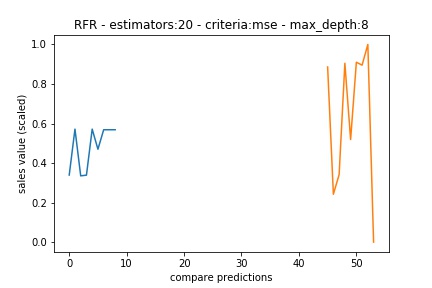 RFR - estimators:20 - criteria:mse - max_depth:8
1.0
0.8
0.6
0.4
0.2
0.0
sales value (scaled)
0 10 20 30 40 50
compare predictions